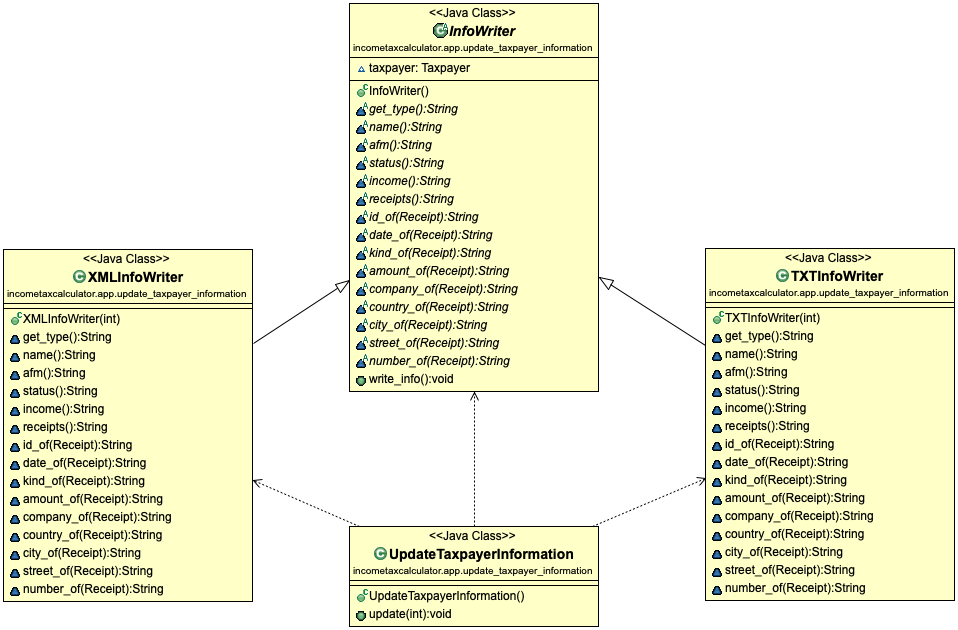 <<Java Class>>
InfoWriter
incometaxcalculator.app.update_taxpayer_information
taxpayer: Taxpayer
InfoWriter()
get_type():String
name():String
afm():String
status():String
income():String
receipts():String
id_of(Receipt):String
date_of(Receipt):String
kind_of(Receipt):String
amount_of(Receipt):String
company_of(Receipt):String
country_of(Receipt):String
city_of(Receipt):String
street_of(Receipt):String
number_of(Receipt):String
write_info():void
<<Java Class>>
XMLInfoWriter
incometaxcalculator.app.update_taxpayer_information
XMLInfoWriter(int)
get_type():String
name():String
afm():String
status():String
income():String
receipts():String
id_of(Receipt):String
date_of(Receipt):String
kind_of(Receipt):String
amount_of(Receipt):String
company_of(Receipt):String
country_of(Receipt):String
city_of(Receipt):String
street_of(Receipt):String
number_of(Receipt):String
<<Java Class>>
TXTInfoWriter
incometaxcalculator.app.update_taxpayer_information
TXTInfoWriter(int)
get_type():String
name():String
afm():String
status():String
income():String
receipts():String
id_of(Receipt):String
date_of(Receipt):String
kind_of(Receipt):String
amount_of(Receipt):String
company_of(Receipt):String
country_of(Receipt):String
city_of(Receipt):String
street_of(Receipt):String
number_of(Receipt):String
<<Java Class>>
UpdateTaxpayerInformation
incometaxcalculator.app.update_taxpayer_information
UpdateTaxpayerInformation()
update(int):void